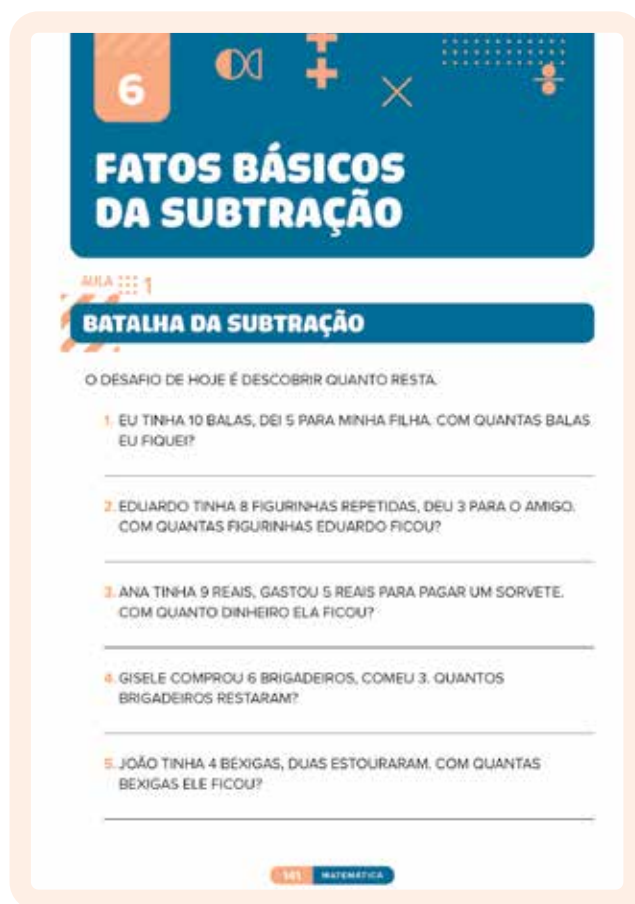 6
FATOS BÁSICOS
DA SUBTRAÇÃO
AULA 1
BATALHA DA SUBTRAÇÃO
O DESAFIO DE HOJE É DESCOBRIR QUANTO RESTA.
1. EU TINHA 10 BALAS, DEI 5 PARA MINHA FILHA. COM QUANTAS BALAS
EU FIQUEI?
2. EDUARDO TINHA 8 FIGURINHAS REPETIDAS, DEU 3 PARA O AMIGO.
COM QUANTAS FIGURINHAS EDUARDO FICOU?
3. ANA TINHA 9 REAIS, GASTOU 5 REAIS PARA PAGAR UM SORVETE.
COM QUANTO DINHEIRO ELA FICOU?
4. GISELE COMPROU 6 BRIGADEIROS, COMEU 3. QUANTOS
BRIGADEIROS RESTARAM?
5. JOÃO TINHA 4 BEXIGAS, DUAS ESTOURARAM. COM QUANTAS
BEXIGAS ELE FICOU?
141 MATEMÁTICA